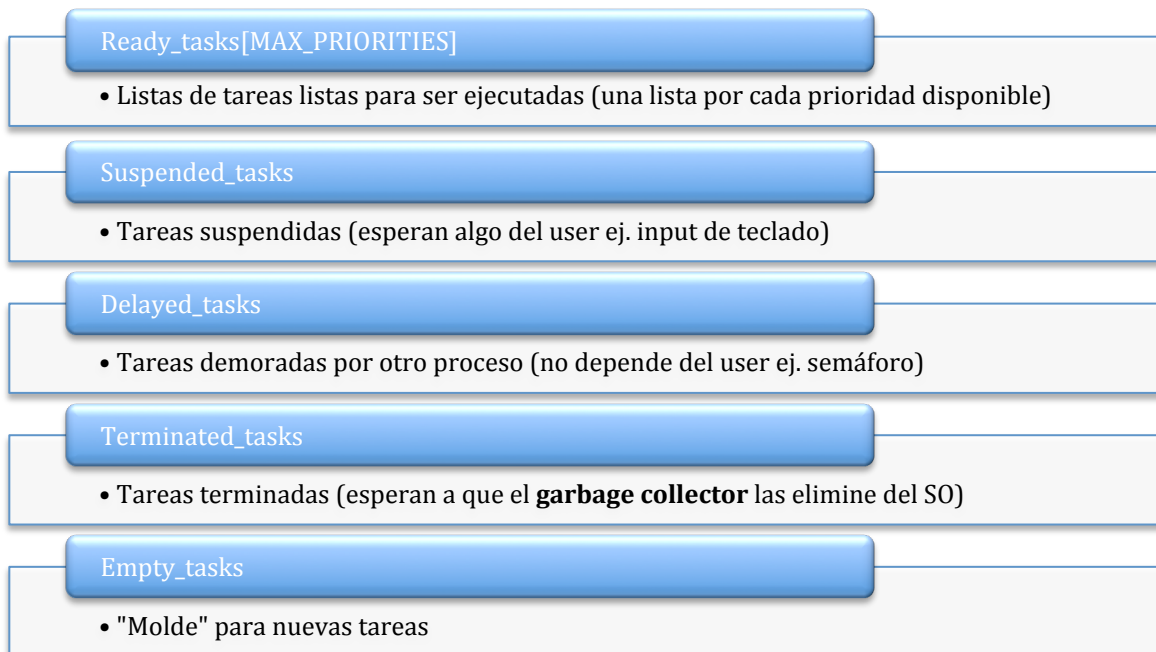 Ready_tasks[MAX_PRIORITIES]
• Listas de tareas listas para ser ejecutadas (una lista por cada prioridad disponible)
Suspended_tasks
• Tareas suspendidas (esperan algo del user ej. input de teclado)
Delayed_tasks
• Tareas demoradas por otro proceso (no depende del user ej. semáforo)
Terminated_tasks
• Tareas terminadas (esperan a que el garbage collector las elimine del SO)
Empty_tasks
• "Molde" para nuevas tareas